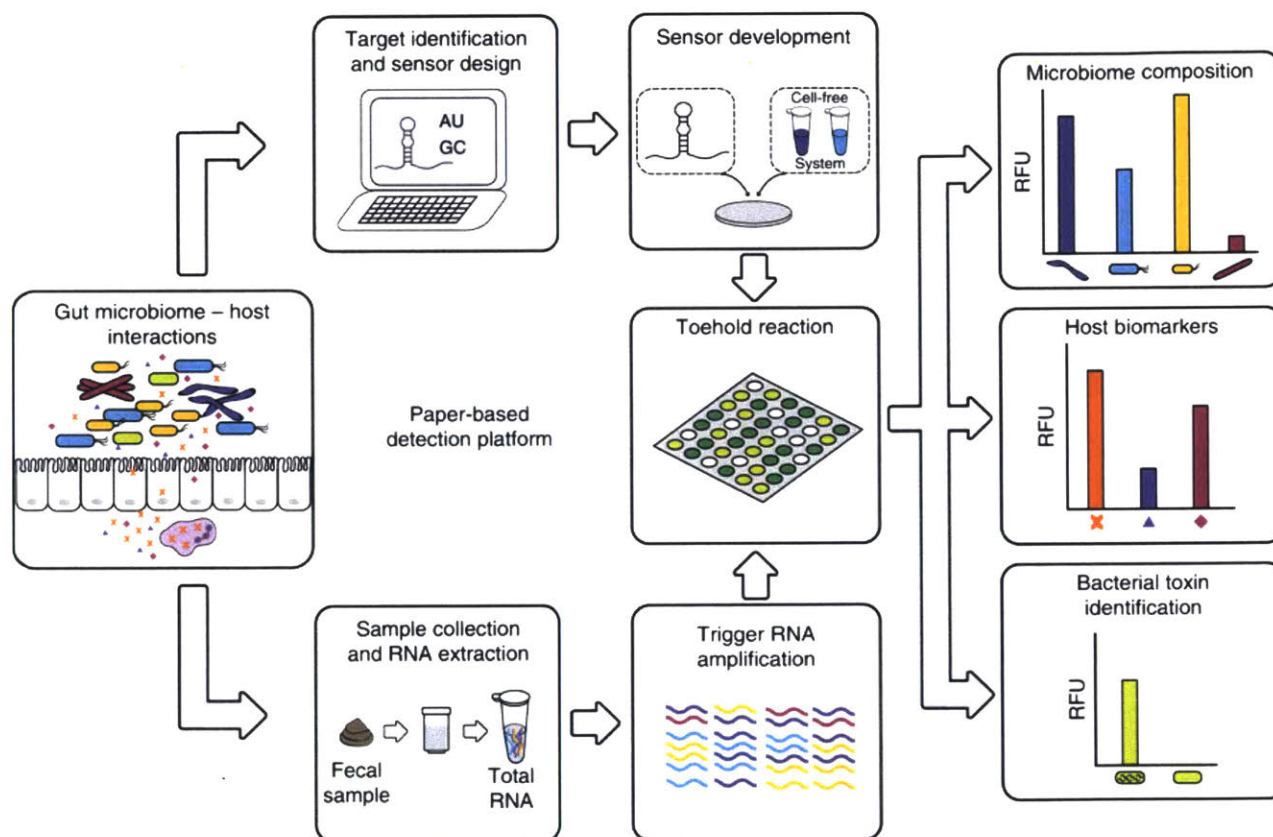 Target identification
and sensor design
AU
GC
Sensor development
Cell-free
System
Microbiome composition
RFU
Gut microbiome – host
interactions
Paper-based
detection platform
Toehold reaction
Host biomarkers
RFU
Sample collection
and RNA extraction
Fecal
sample
Total
RNA
Trigger RNA
amplification
Bacterial toxin
identification
RFU